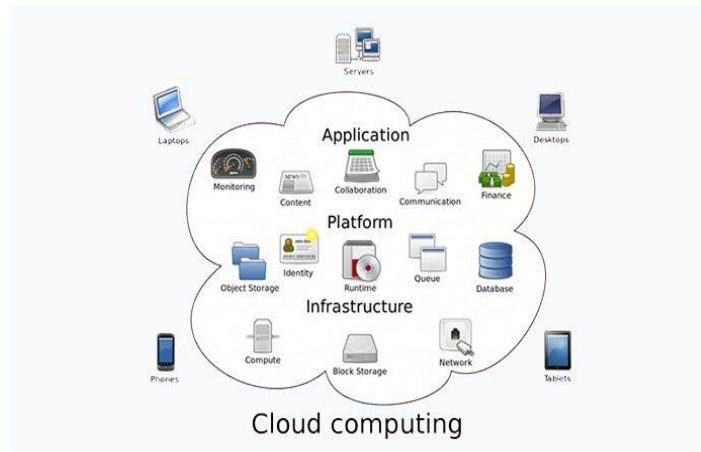 Servers
Laptops
Desktops
Application
Monitoring
NEWS
Content
Collaboration
Communication
Finance
Platform
Object Storage
Identity
Runtime
Queue
Database
Infrastructure
Compute
Block Storage
Network
Phones
Tablets
Cloud computing